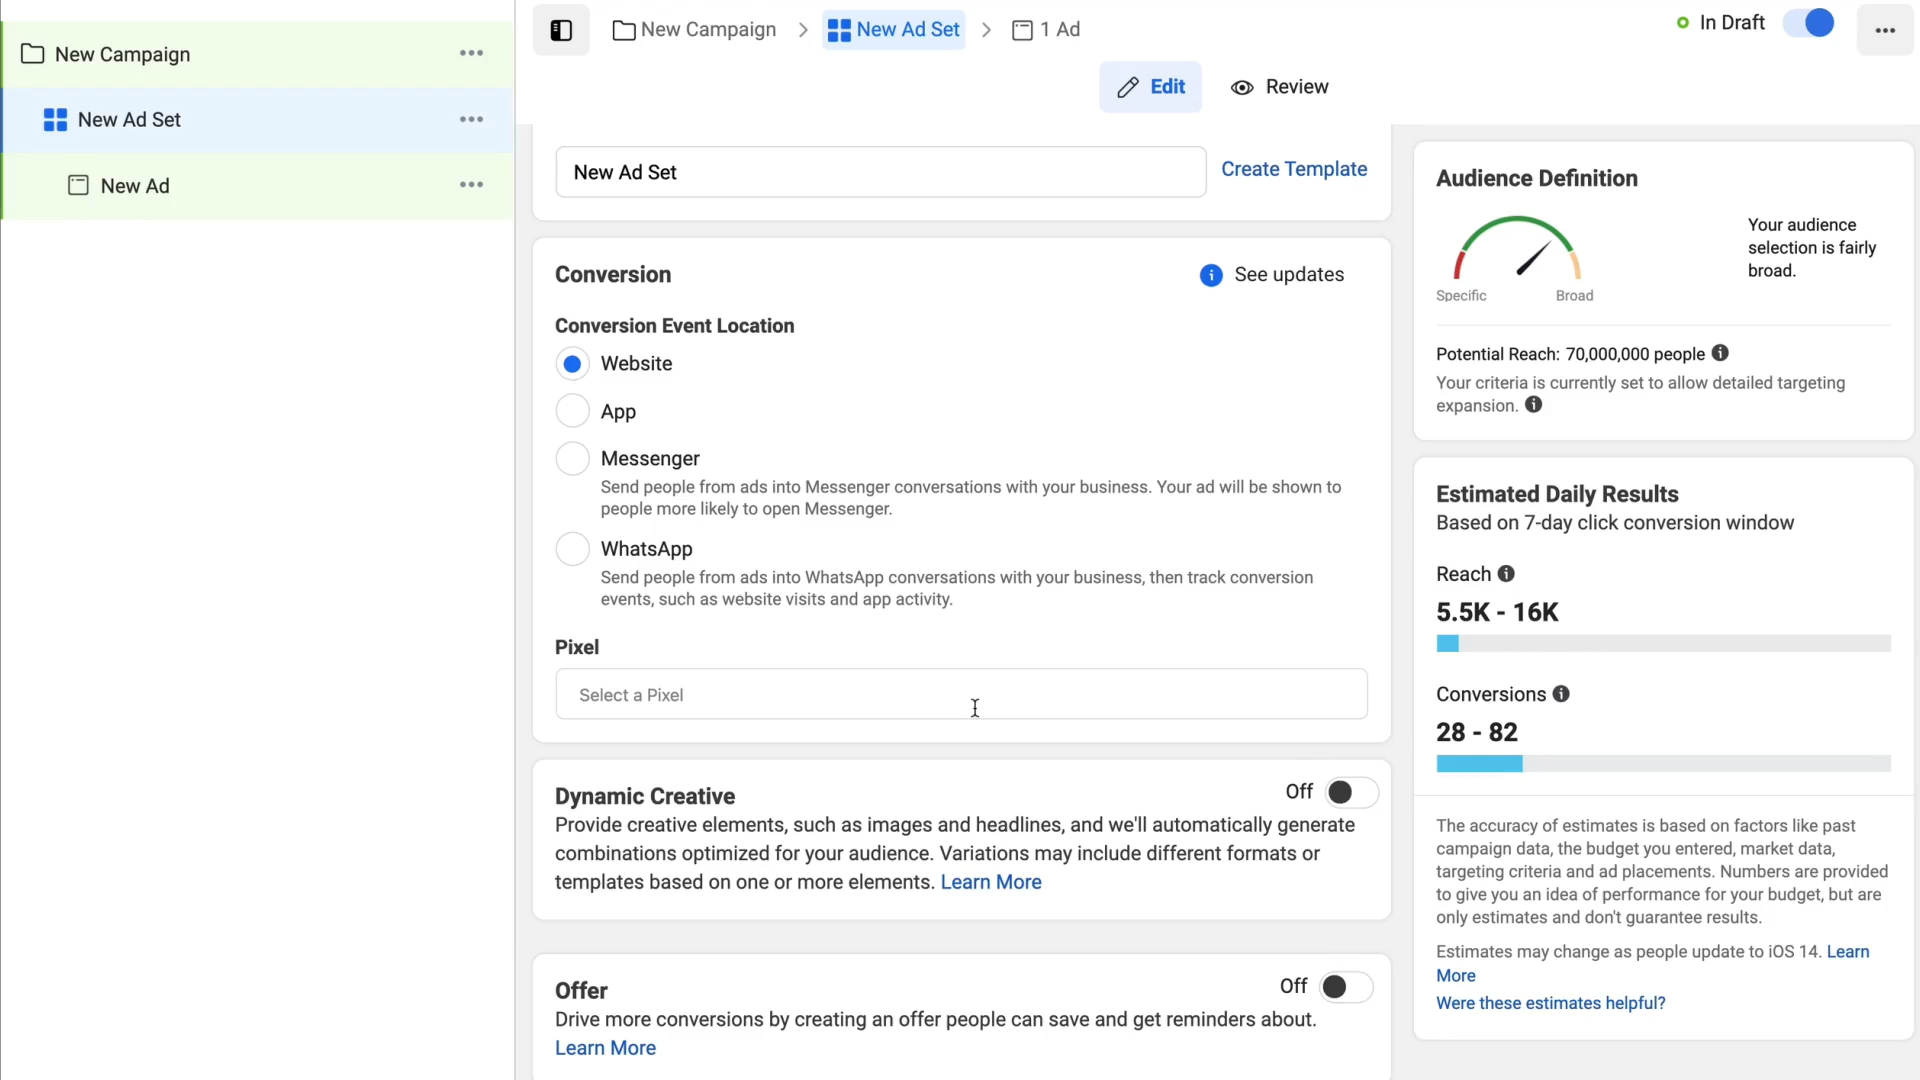 New Campaign
New Ad Set
New Ad
New Campaign
New Ad Set
1 Ad
In Draft
Edit
Review
New Ad Set
Create Template
Conversion
See updates
Conversion Event Location
Website
App
Messenger
Send people from ads into Messenger conversations with your business. Your ad will be shown to
people more likely to open Messenger.
WhatsApp
Send people from ads into WhatsApp conversations with your business, then track conversion
events, such as website visits and app activity.
Pixel
Select a Pixel
Dynamic Creative
Off
Provide creative elements, such as images and headlines, and we'll automatically generate
combinations optimized for your audience. Variations may include different formats or
templates based on one or more elements. Learn More
Offer
Off
Drive more conversions by creating an offer people can save and get reminders about.
Learn More
Audience Definition
Your audience
selection is fairly
broad.
Specific
Broad
Potential Reach: 70,000,000 people
Your criteria is currently set to allow detailed targeting
expansion.
Estimated Daily Results
Based on 7-day click conversion window
Reach
5.5K - 16K
Conversions
28 - 82
The accuracy of estimates is based on factors like past
campaign data, the budget you entered, market data,
targeting criteria and ad placements. Numbers are provided
to give you an idea of performance for your budget, but are
only estimates and don't guarantee results.
Estimates may change as people update to iOS 14. Learn
More
Were these estimates helpful?